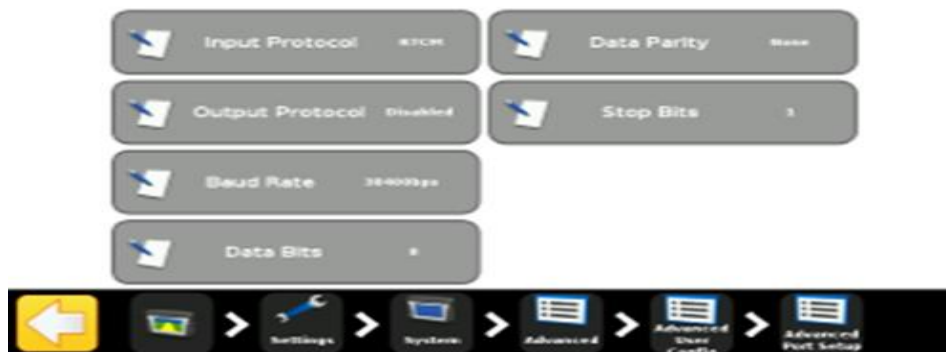 Input Protocol RTCM
Data Parity None
Output Protocol Disabled
Stop Bits 1
Baud Rate 38400bps
Data Bits 8
Settings
System
Advanced
Advanced
User
Config
Advanced
Port Setup